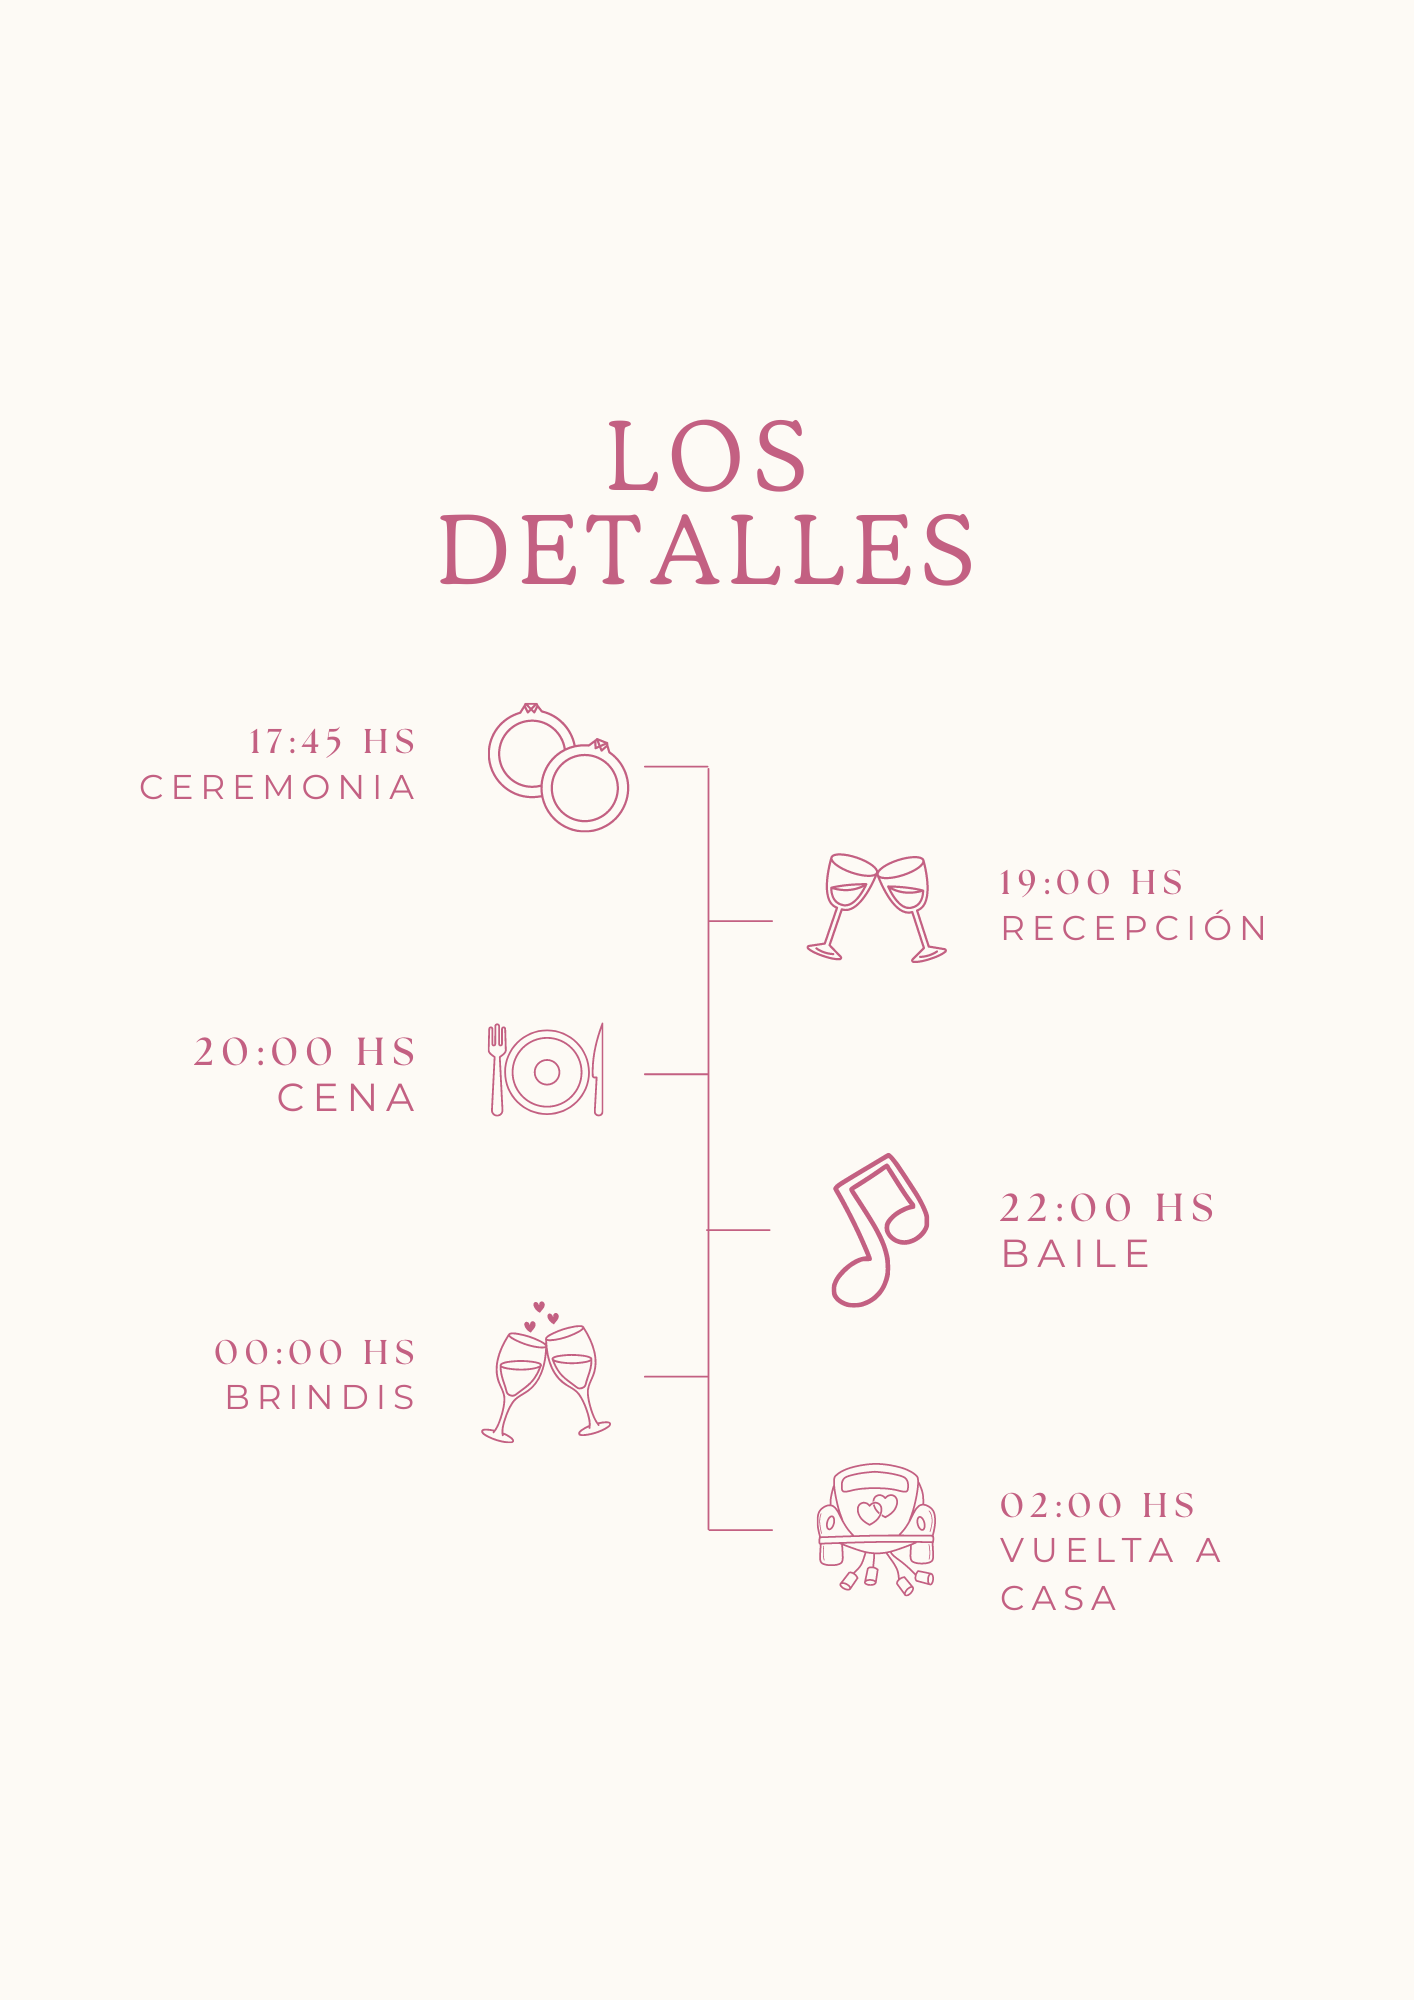 LOS
DETALLES
17:45 HS
CEREMONIA
19:00 HS
RECEPCIÓN
20:00 HS
CENA
22:00 HS
BAILE
00:00 HS
BRINDIS
02:00 HS
VUELTA A
CASA